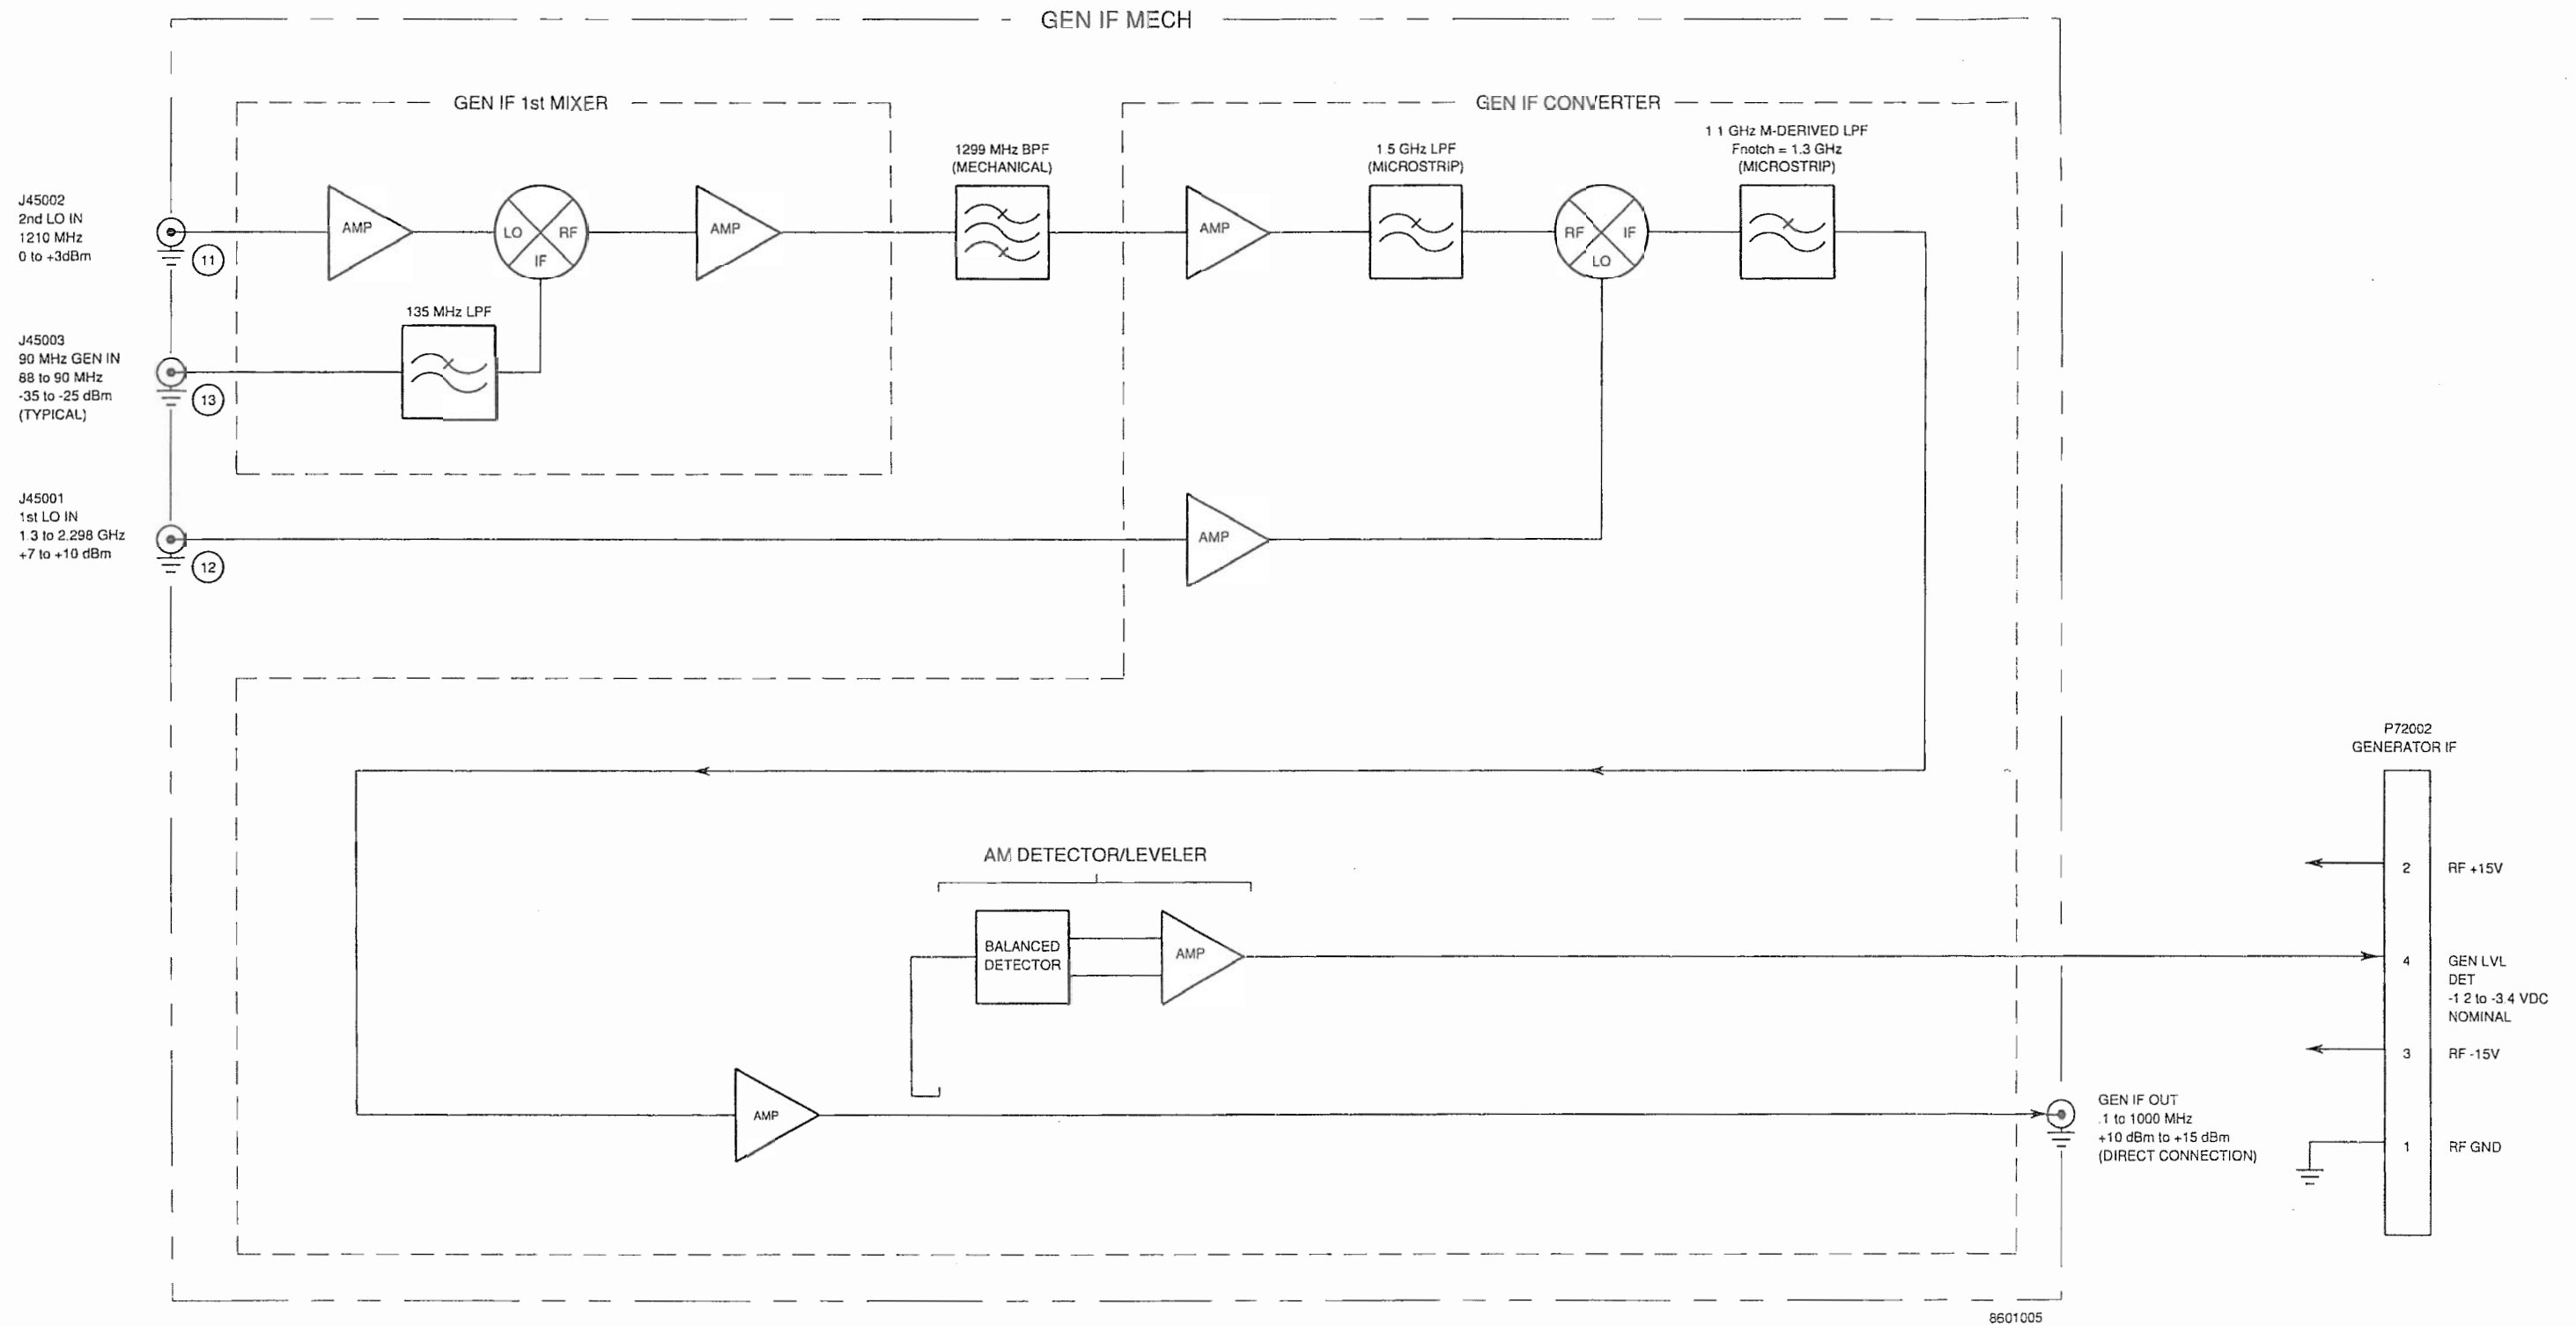 GEN IF MECH
GEN IF 1st MIXER
GEN IF CONVERTER
1 1 GHz M-DERIVED LPF
Fnotch = 1.3 GHz
(MICROSTRIP)
1299 MHz BPF
(MECHANICAL)
1 5 GHz LPF
(MICROSTRIP)
J45002
2nd LO IN
1210 MHz
0 to +3dBm
11
AMP
LO
RF
IF
AMP
AMP
RF
IF
LO
135 MHz LPF
J45003
90 MHz GEN IN
88 to 90 MHz
-35 to -25 dBm
(TYPICAL)
13
J45001
1st LO IN
1.3 to 2.298 GHz
+7 to +10 dBm
12
AMP
P72002
GENERATOR IF
AM DETECTOR/LEVELER
2
RF +15V
BALANCED
DETECTOR
AMP
4
GEN LVL
DET
-1 2 to -3 4 VDC
NOMINAL
3
RF -15V
AMP
GEN IF OUT
.1 to 1000 MHz
+10 dBm to +15 dBm
(DIRECT CONNECTION)
1
RF GND
8601005